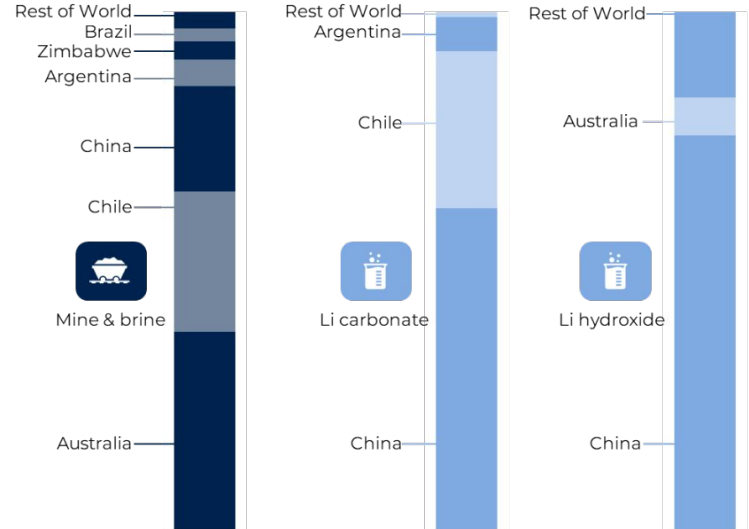 Rest of World
Brazil
Zimbabwe
Argentina
China
Chile
Mine & brine
Australia
Rest of World
Argentina
Chile
Li carbonate
China
Rest of World
Australia
Li hydroxide
China